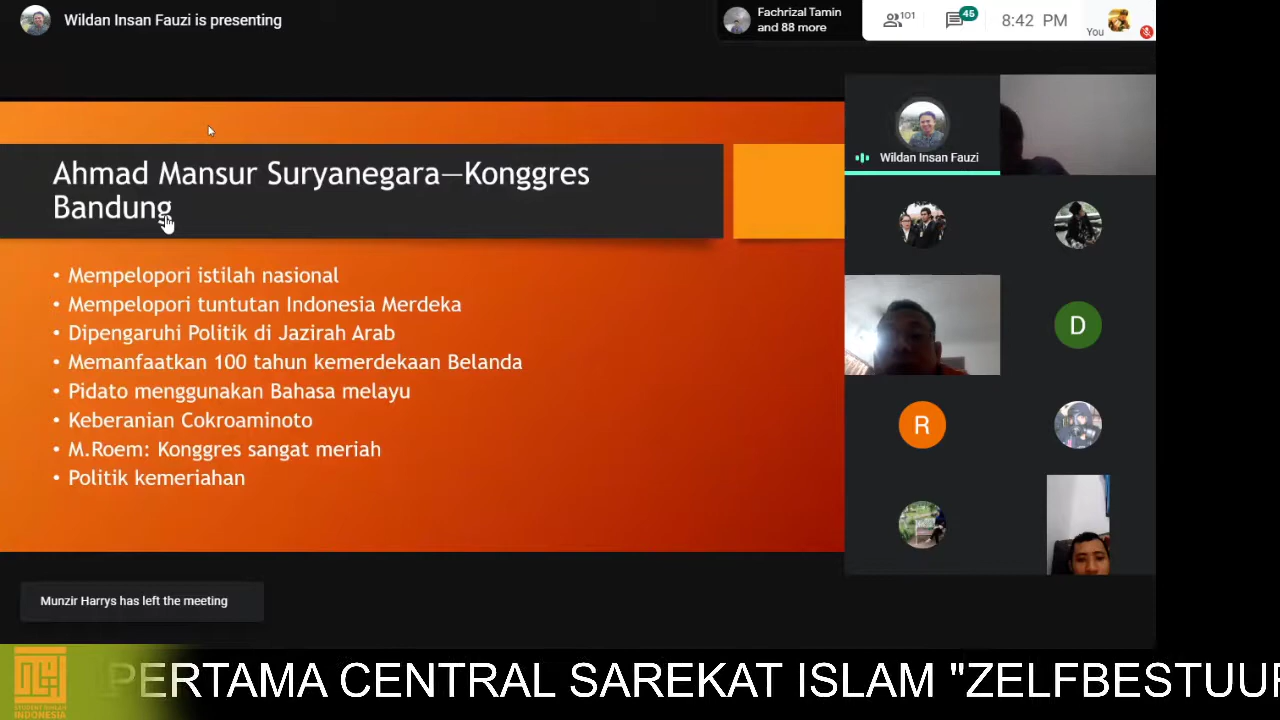 Wildan Insan Fauzi is presenting
Fachrizal Tamin
and 88 more
101
45
8:42 PM
You
Ahmad Mansur Suryanegara—Konggres
Bandung
• Mempelopori istilah nasional
• Mempelopori tuntutan Indonesia Merdeka
• Dipengaruhi Politik di Jazirah Arab
• Memanfaatkan 100 tahun kemerdekaan Belanda
• Pidato menggunakan Bahasa melayu
• Keberanian Cokroaminoto
• M.Roem: Konggres sangat meriah
• Politik kemeriahan
Wildan Insan Fauzi
D
R
Munzir Harrys has left the meeting
PERTAMA CENTRAL SAREKAT ISLAM "ZELFBESTUUR
INDONESIA